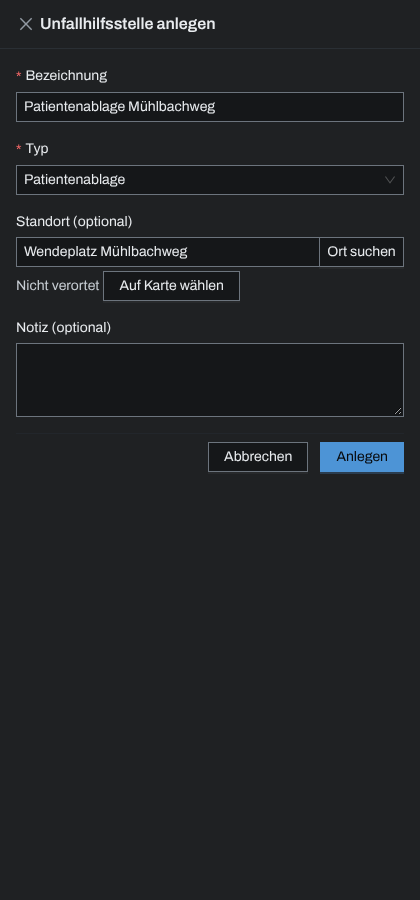 Unfallhilfsstelle anlegen
* Bezeichnung
Patientenablage Mühlbachweg
* Typ
Patientenablage
Standort (optional)
Wendeplatz Mühlbachweg Ort suchen
Nicht verortet Auf Karte wählen
Notiz (optional)
Abbrechen Anlegen